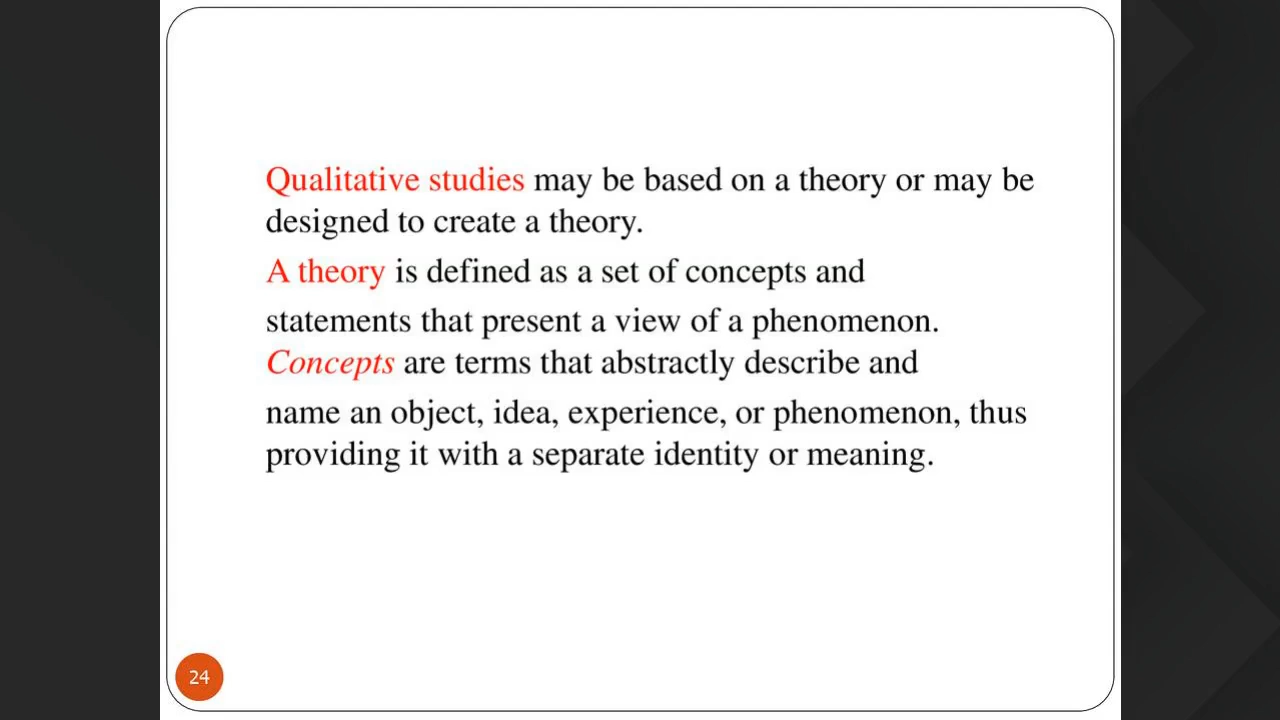 Qualitative studies may be based on a theory or may be
designed to create a theory.
A theory is defined as a set of concepts and
statements that present a view of a phenomenon.
Concepts are terms that abstractly describe and
name an object, idea, experience, or phenomenon, thus
providing it with a separate identity or meaning.
24